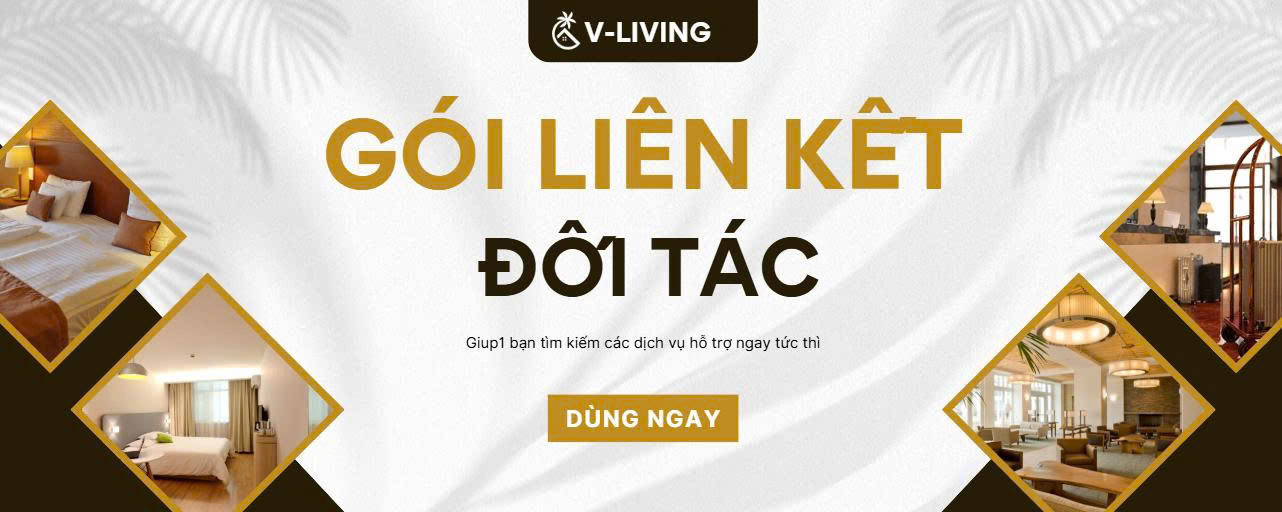 V-LIVING
GÓI LIÊN KẾT
ĐỐI TÁC
Giup1 bạn tìm kiếm các dịch vụ hỗ trợ ngay tức thì
DÙNG NGAY